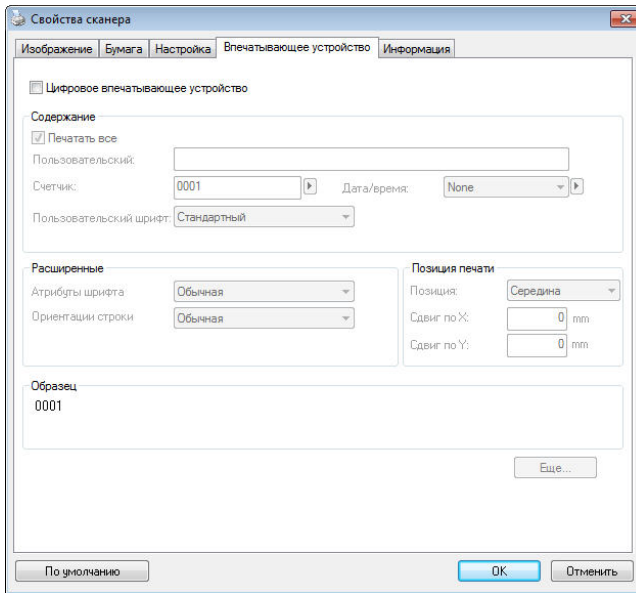 Свойства сканера
Изображение Бумага Настройка Впечатывающее устройство Информация
Цифровое впечатывающее устройство
Содержание
Печатать все
Пользовательский:
Счетчик: 0001 Дата/время: None
Пользовательский шрифт: Стандартный
Расширенные Позиция печати
Атрибуты шрифта Обычная Позиция: Середина
Ориентации строки Обычная Сдвиг по X: 0 mm
Сдвиг по Y: 0 mm
Образец
0001
Еще...
По умолчанию OK Отменить